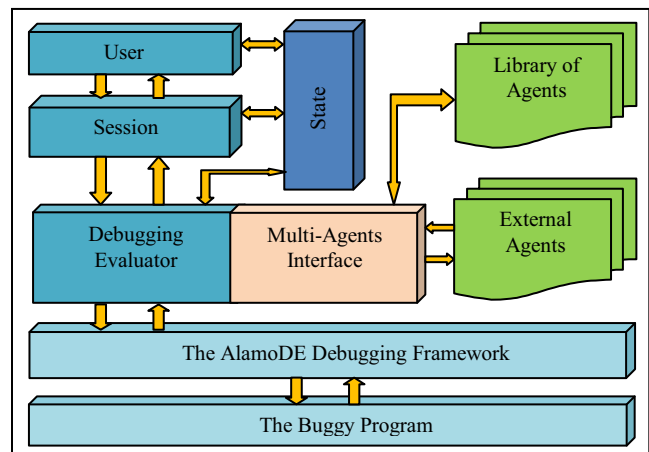 User
Session
State
Library of
Agents
Debugging
Evaluator
Multi-Agents
Interface
External
Agents
The AlamoDE Debugging Framework
The Buggy Program